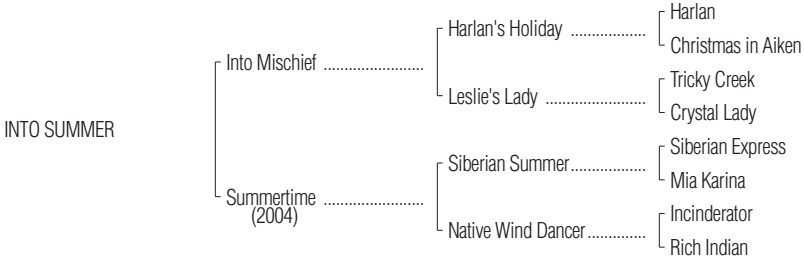 Harlan
Harlan's Holiday ..................
Christmas in Aiken
Into Mischief ........................
Tricky Creek
Leslie's Lady ........................
Crystal Lady
INTO SUMMER
Siberian Express
Siberian Summer..................
Mia Karina
Summertime ........................
(2004)
Incinderator
Native Wind Dancer..............
Rich Indian